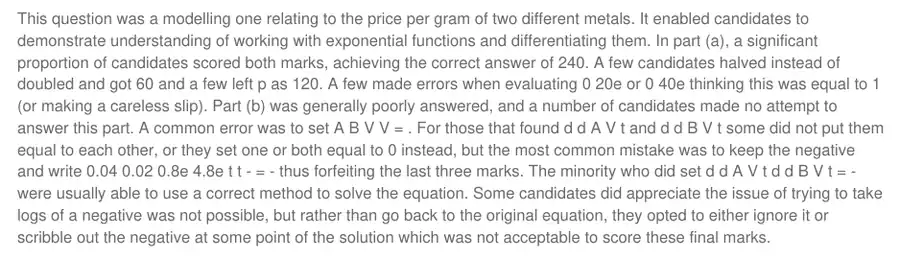 This question was a modelling one relating to the price per gram of two different metals. It enabled candidates to
demonstrate understanding of working with exponential functions and differentiating them. In part (a), a significant
proportion of candidates scored both marks, achieving the correct answer of 240. A few candidates halved instead of
doubled and got 60 and a few left p as 120. A few made errors when evaluating 0 20e or 0 40e thinking this was equal to 1
(or making a careless slip). Part (b) was generally poorly answered, and a number of candidates made no attempt to
answer this part. A common error was to set A B V V = . For those that found d d A V t and d d B V t some did not put them
equal to each other, or they set one or both equal to 0 instead, but the most common mistake was to keep the negative
and write 0.04 0.02 0.8e 4.8e t t - = - thus forfeiting the last three marks. The minority who did set d d A V t d d B V t = -
were usually able to use a correct method to solve the equation. Some candidates did appreciate the issue of trying to take
logs of a negative was not possible, but rather than go back to the original equation, they opted to either ignore it or
scribble out the negative at some point of the solution which was not acceptable to score these final marks.